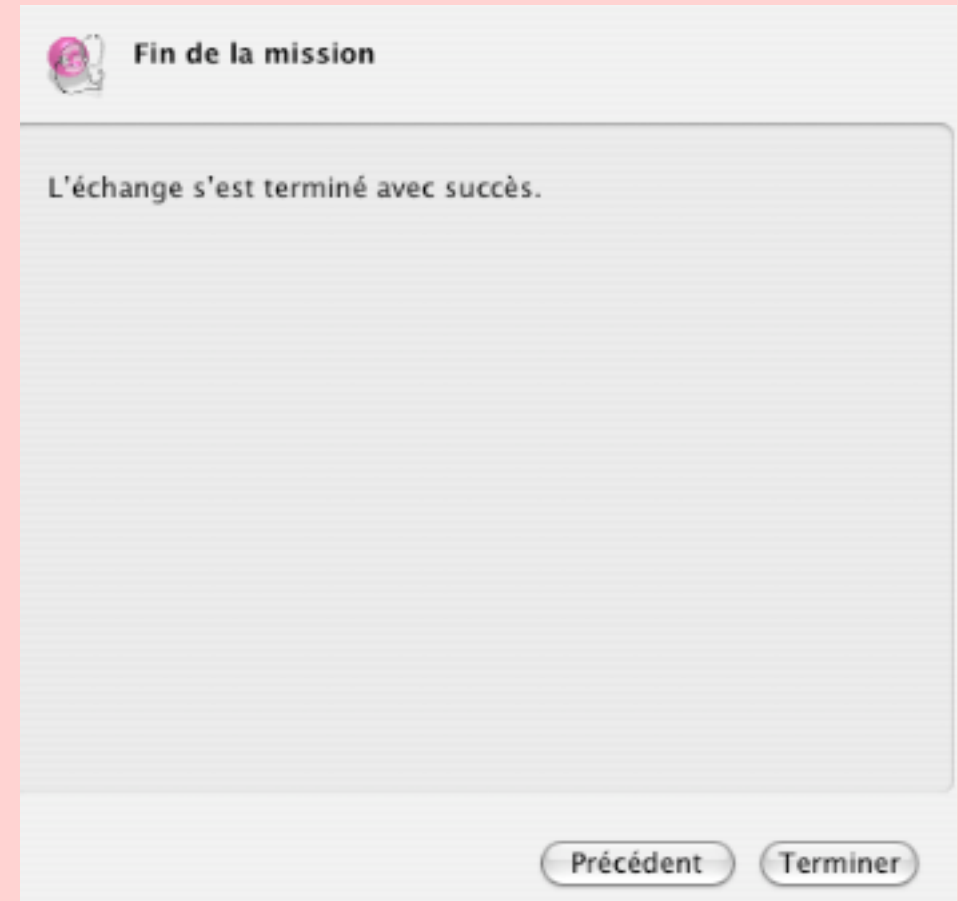 Fin de la mission
L'échange s'est terminé avec succès.
Précédent
Terminer